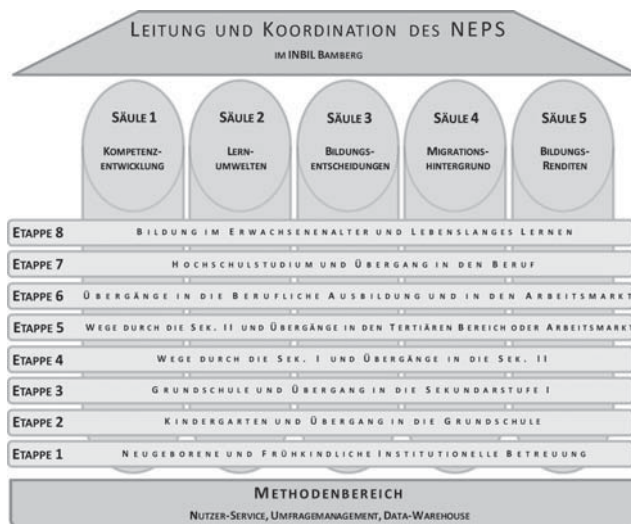 LEITUNG UND KOORDINATION DES NEPS
IM INBIL BAMBERG
SÄULE 1
KOMPETENZ-
ENTWICKLUNG
SÄULE 2
LERN-
UMWELTEN
SÄULE 3
BILDUNGS-
ENTSCHEIDUNGEN
SÄULE 4
MIGRATIONS-
HINTERGRUND
SÄULE 5
BILDUNGS-
RENDITEN
ETAPPE 8 BILDUNG IM ERWACHSENENALTER UND LEBENSLANGES LERNEN
ETAPPE 7 HOCHSCHULSTUDIUM UND ÜBERGANG IN DEN BERUF
ETAPPE 6 ÜBERGÄNGE IN DIE BERUFLICHE AUSBILDUNG UND IN DEN ARBEITSMARKT
ETAPPE 5 WEGE DURCH DIE SEK. II UND ÜBERGÄNGE IN DEN TERTIÄREN BEREICH ODER ARBEITSMARKT
ETAPPE 4 WEGE DURCH DIE SEK. I UND ÜBERGÄNGE IN DIE SEK. II
ETAPPE 3 GRUNDSCHULE UND ÜBERGANG IN DIE SEKUNDARSTUFE I
ETAPPE 2 KINDERGARTEN UND ÜBERGANG IN DIE GRUNDSCHULE
ETAPPE 1 NEUGEBORENE UND FRÜHKINDLICHE INSTITUTIONELLE BETREUUNG
METHODENBEREICH
NUTZER-SERVICE, UMFRAGEMANAGEMENT, DATA-WAREHOUSE